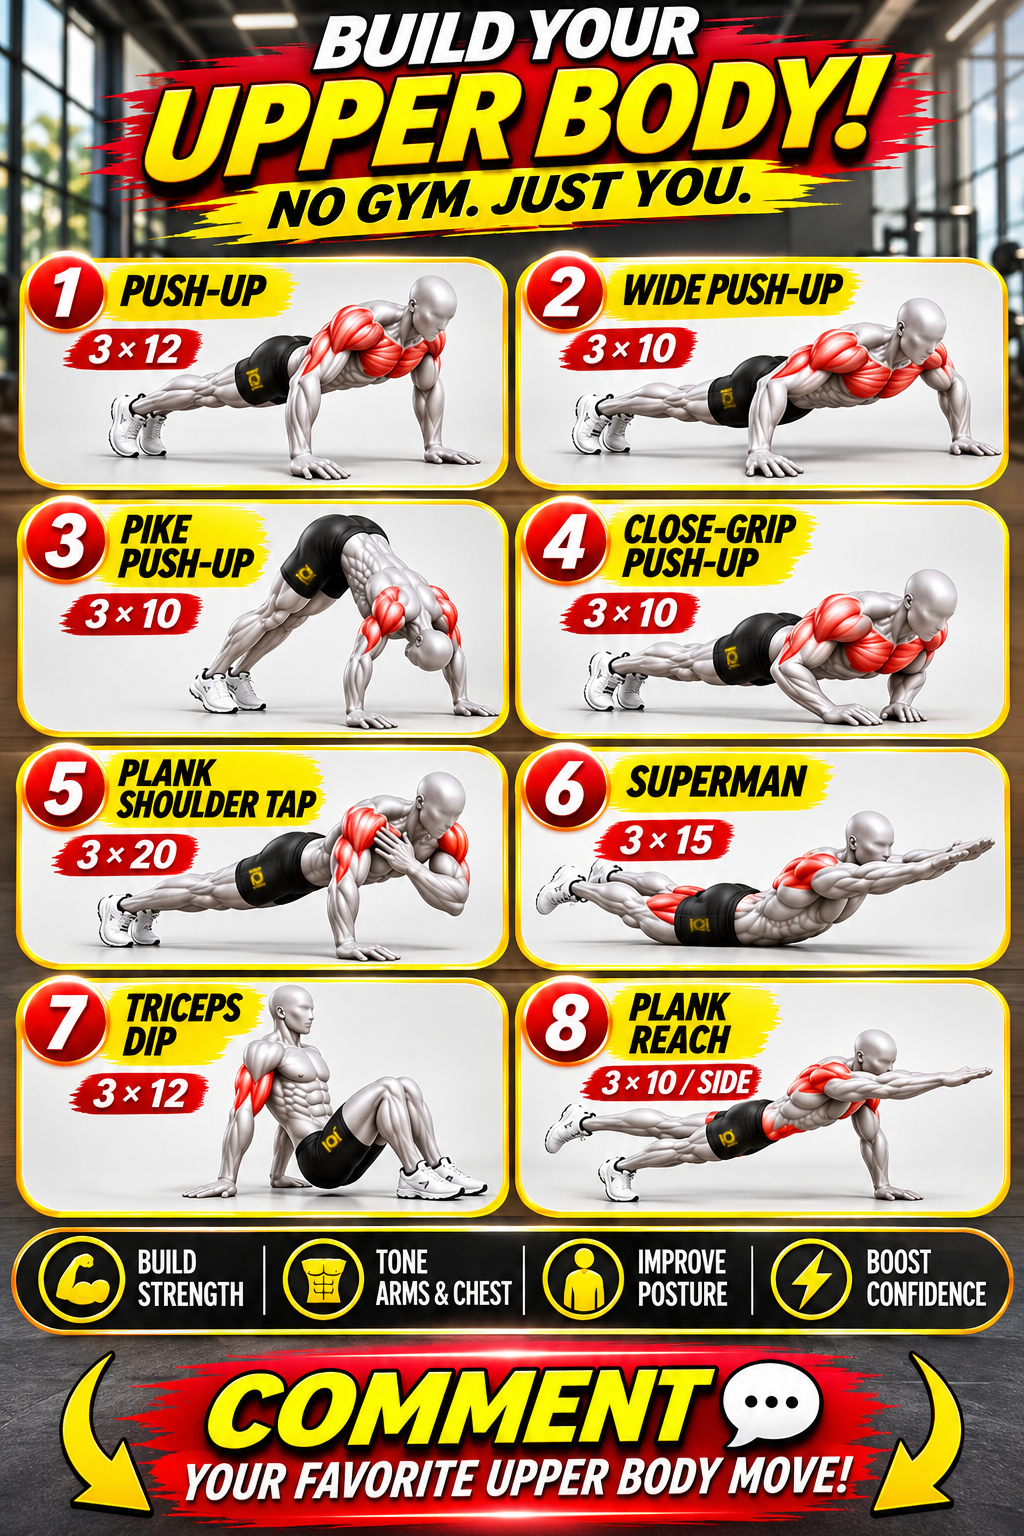 BUILD YOUR
UPPER BODY!
NO GYM. JUST YOU.
1 PUSH-UP
3 × 12
2 WIDE PUSH-UP
3 × 10
3 PIKE
PUSH-UP
3 × 10
4 CLOSE-GRIP
PUSH-UP
3 × 10
5 PLANK
SHOULDER TAP
3 × 20
6 SUPERMAN
3 × 15
7 TRICEPS
DIP
3 × 12
8 PLANK
REACH
3 × 10 / SIDE
BUILD
STRENGTH
TONE
ARMS & CHEST
IMPROVE
POSTURE
BOOST
CONFIDENCE
COMMENT
YOUR FAVORITE UPPER BODY MOVE!